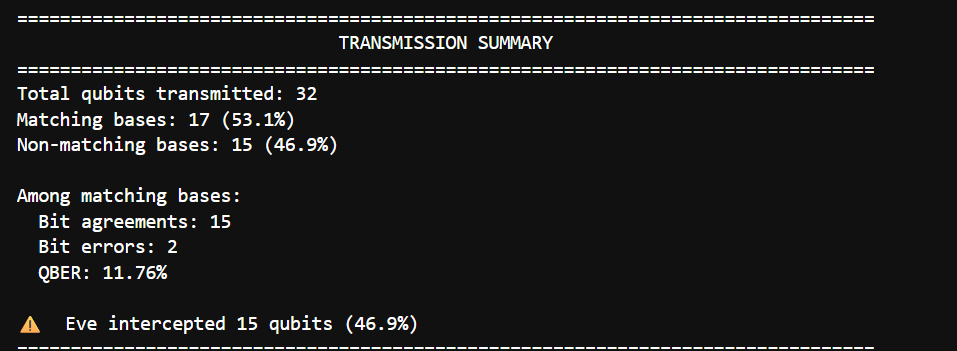 ================================================================================
TRANSMISSION SUMMARY
================================================================================
Total qubits transmitted: 32
Matching bases: 17 (53.1%)
Non-matching bases: 15 (46.9%)
Among matching bases:
Bit agreements: 15
Bit errors: 2
QBER: 11.76%
⚠️ Eve intercepted 15 qubits (46.9%)
================================================================================